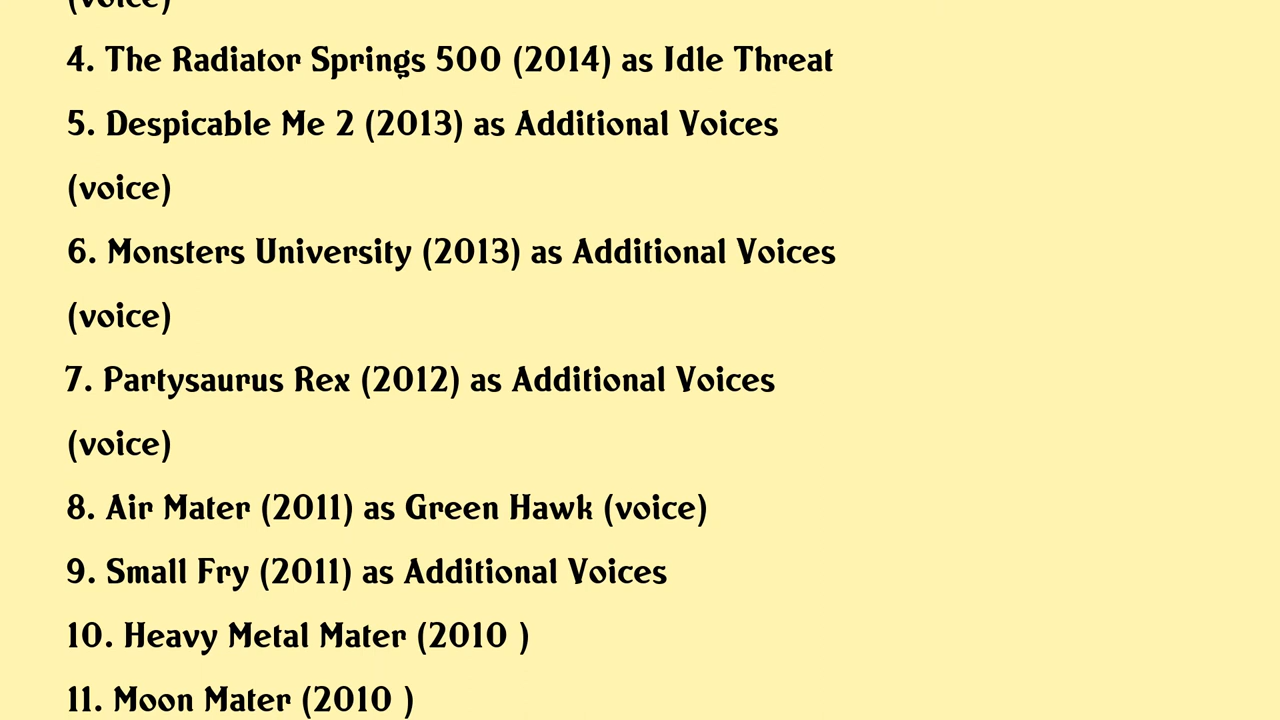 (voice)
4. The Radiator Springs 500 (2014) as Idle Threat
5. Despicable Me 2 (2013) as Additional Voices
(voice)
6. Monsters University (2013) as Additional Voices
(voice)
7. Partysaurus Rex (2012) as Additional Voices
(voice)
8. Air Mater (2011) as Green Hawk (voice)
9. Small Fry (2011) as Additional Voices
10. Heavy Metal Mater (2010 )
11. Moon Mater (2010 )